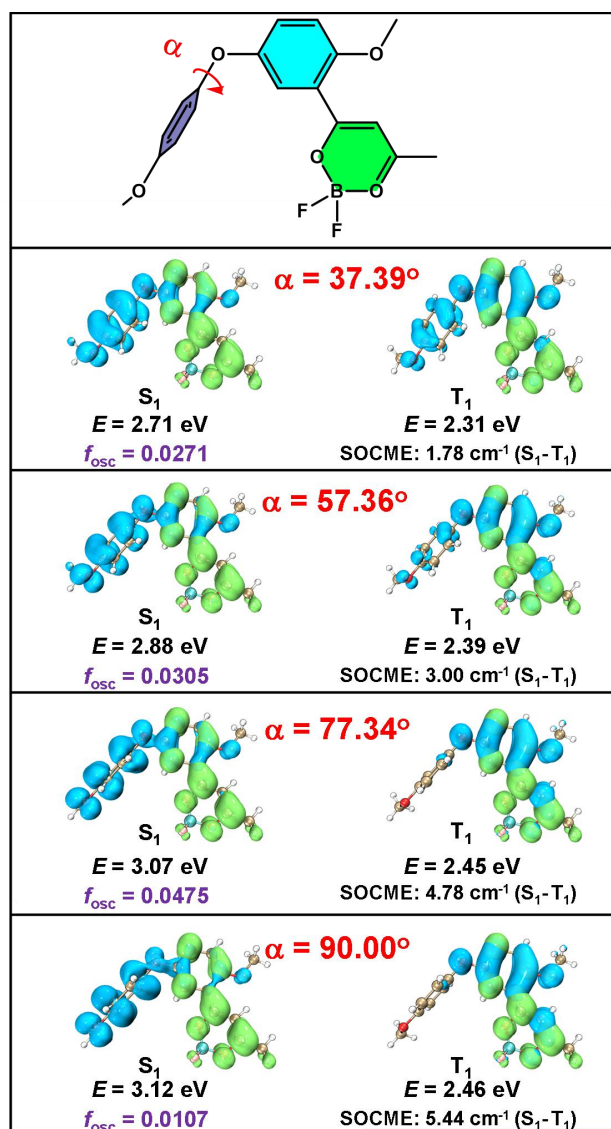 α
O
O
O
O
B
O
F
F
α = 37.39°
S₁
T₁
E = 2.71 eV
E = 2.31 eV
fosc = 0.0271
SOCME: 1.78 cm⁻¹ (S₁-T₁)
α = 57.36°
S₁
T₁
E = 2.88 eV
E = 2.39 eV
fosc = 0.0305
SOCME: 3.00 cm⁻¹ (S₁-T₁)
α = 77.34°
S₁
T₁
E = 3.07 eV
E = 2.45 eV
fosc = 0.0475
SOCME: 4.78 cm⁻¹ (S₁-T₁)
α = 90.00°
S₁
T₁
E = 3.12 eV
E = 2.46 eV
fosc = 0.0107
SOCME: 5.44 cm⁻¹ (S₁-T₁)